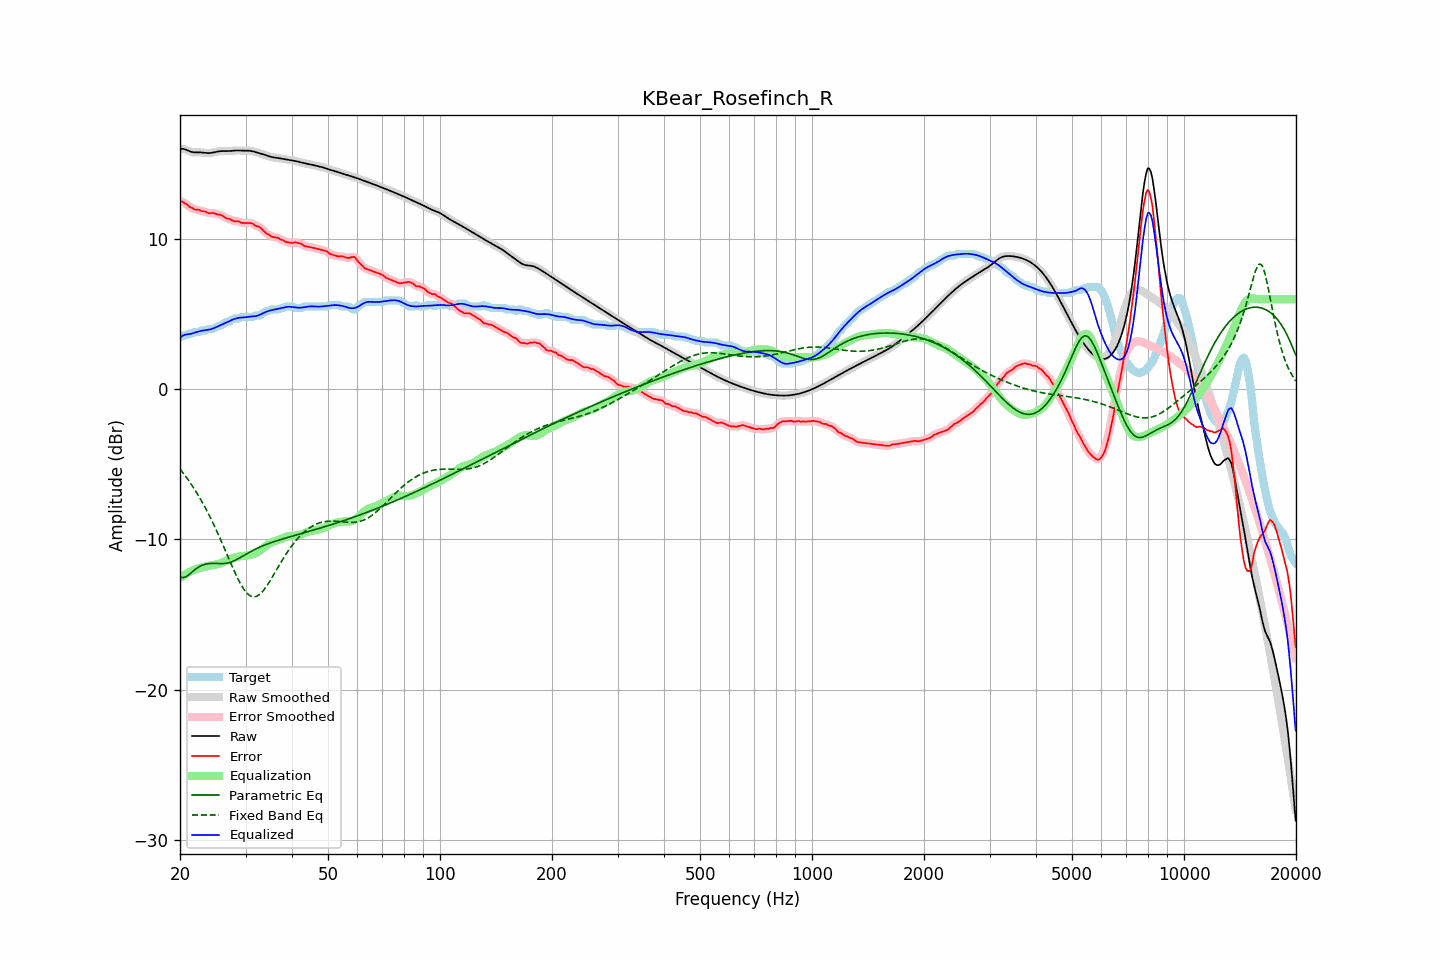 KBear_Rosefinch_R
Amplitude (dBr)
10
0
−10
−20
−30
Target
Raw Smoothed
Error Smoothed
Raw
Error
Equalization
Parametric Eq
Fixed Band Eq
Equalized
20 50 100 200 500 1000 2000 5000 10000 20000
Frequency (Hz)